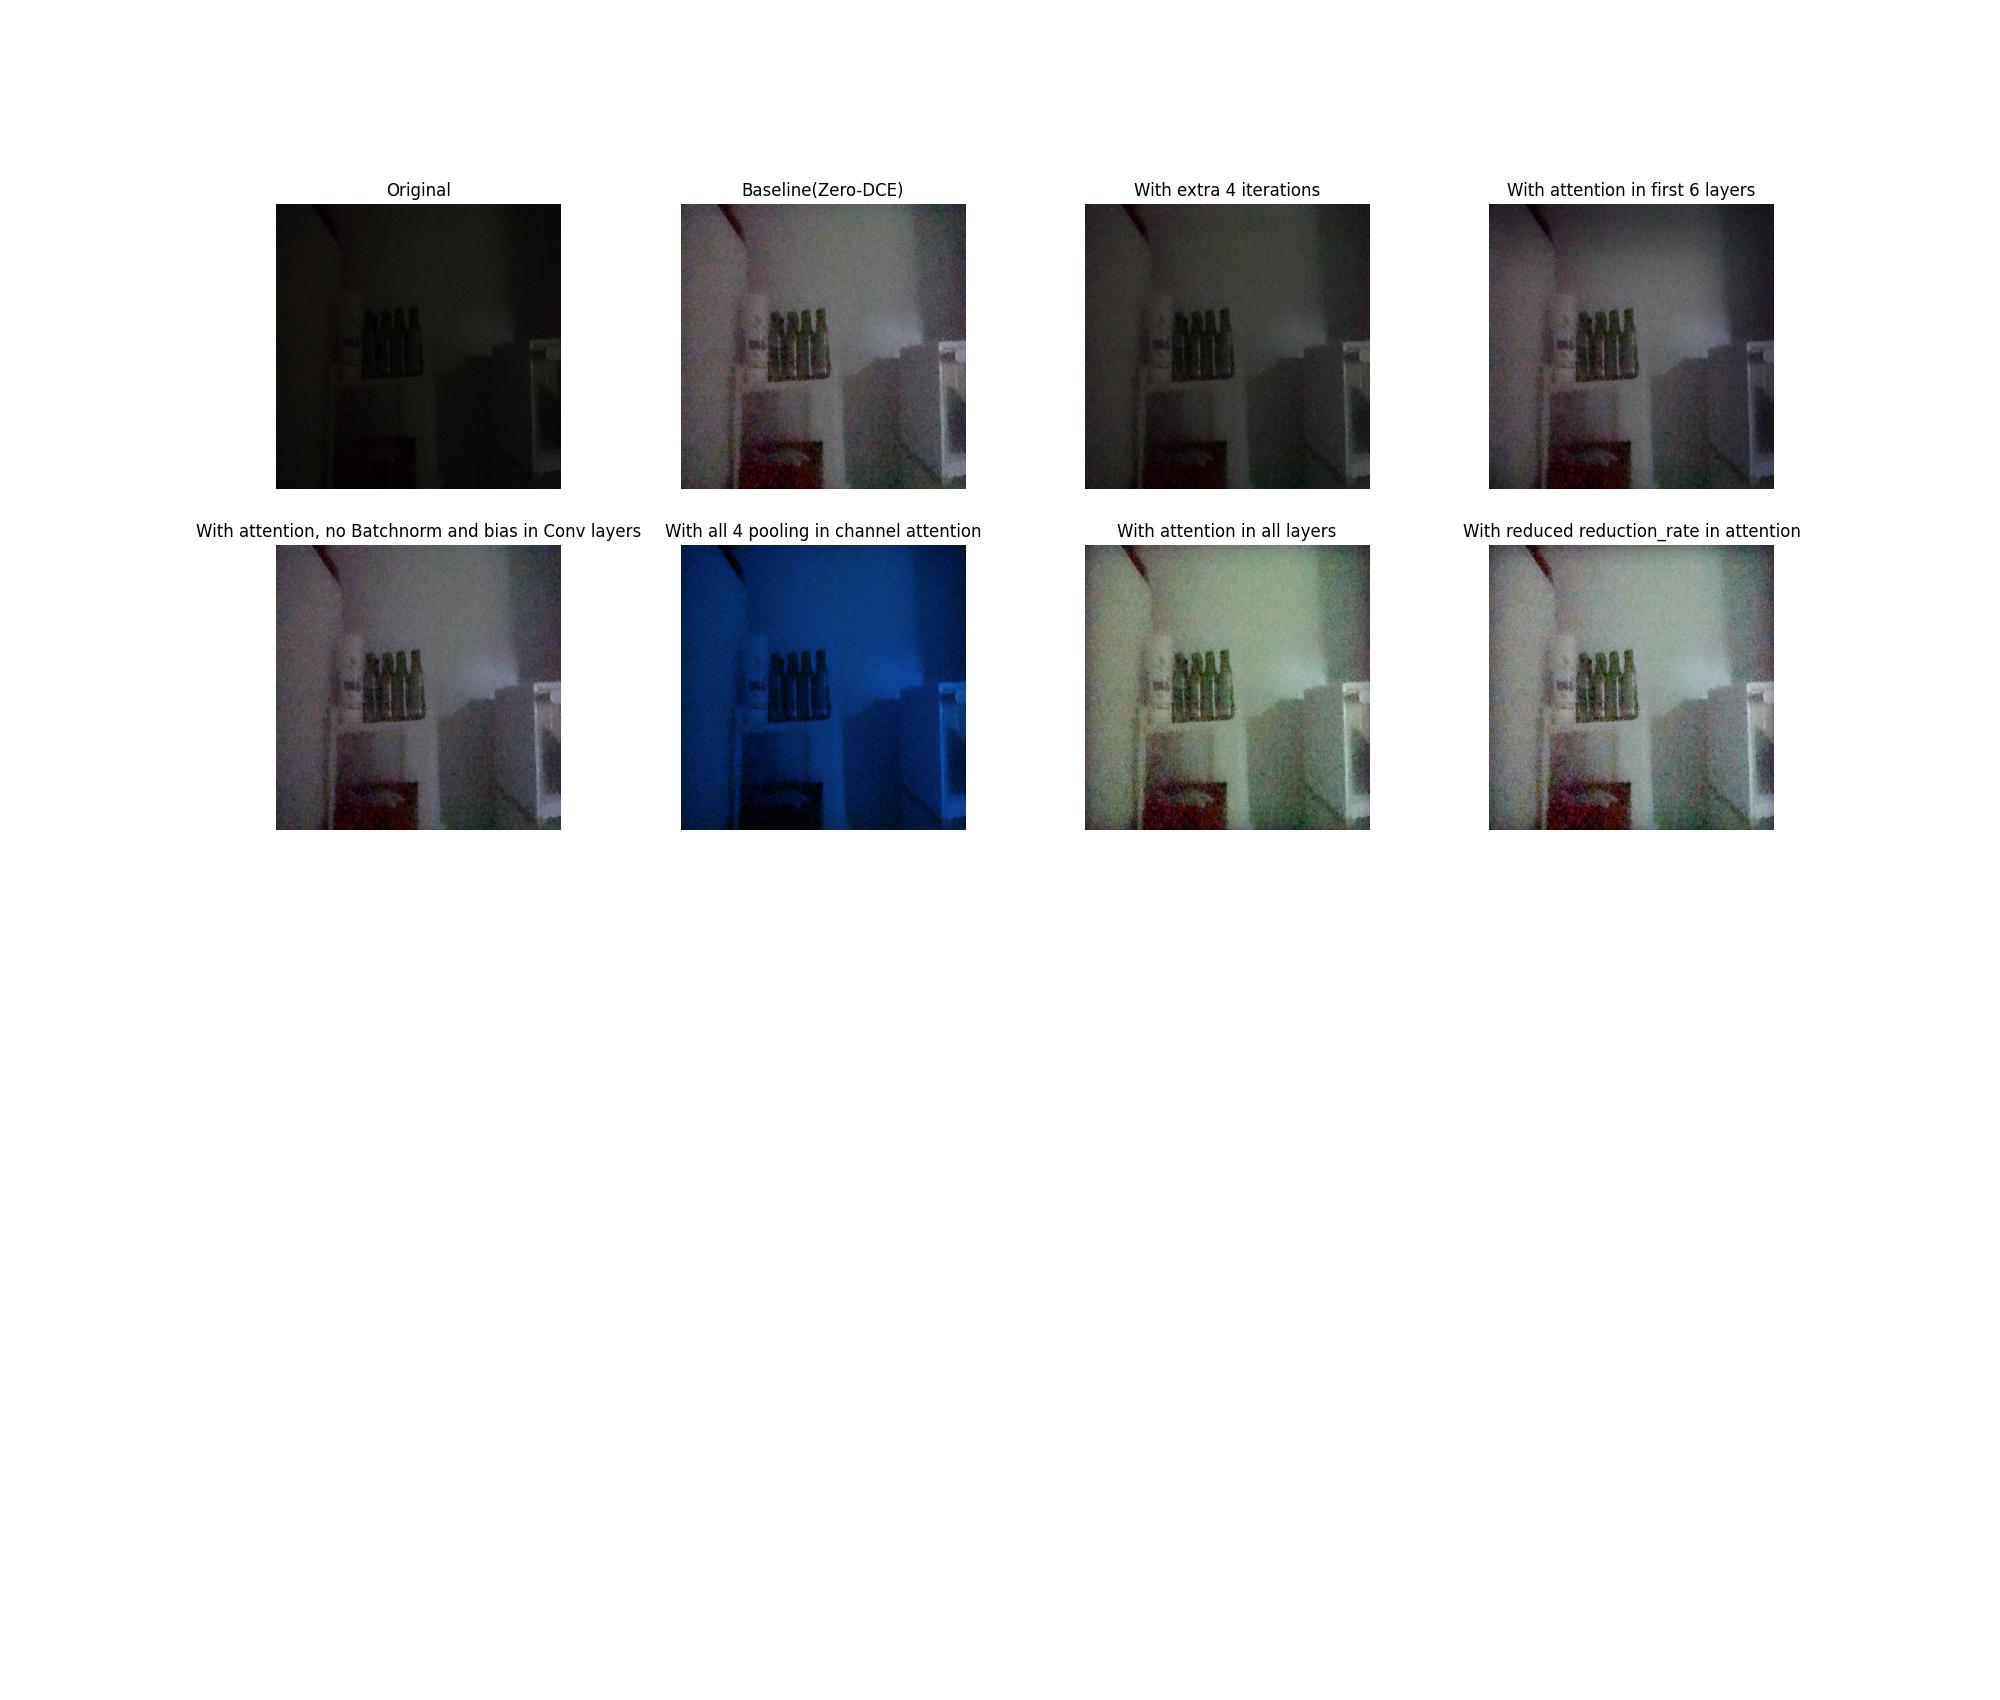 Original
Baseline(Zero-DCE)
With extra 4 iterations
With attention in first 6 layers
With attention, no Batchnorm and bias in Conv layers
With all 4 pooling in channel attention
With attention in all layers
With reduced reduction_rate in attention